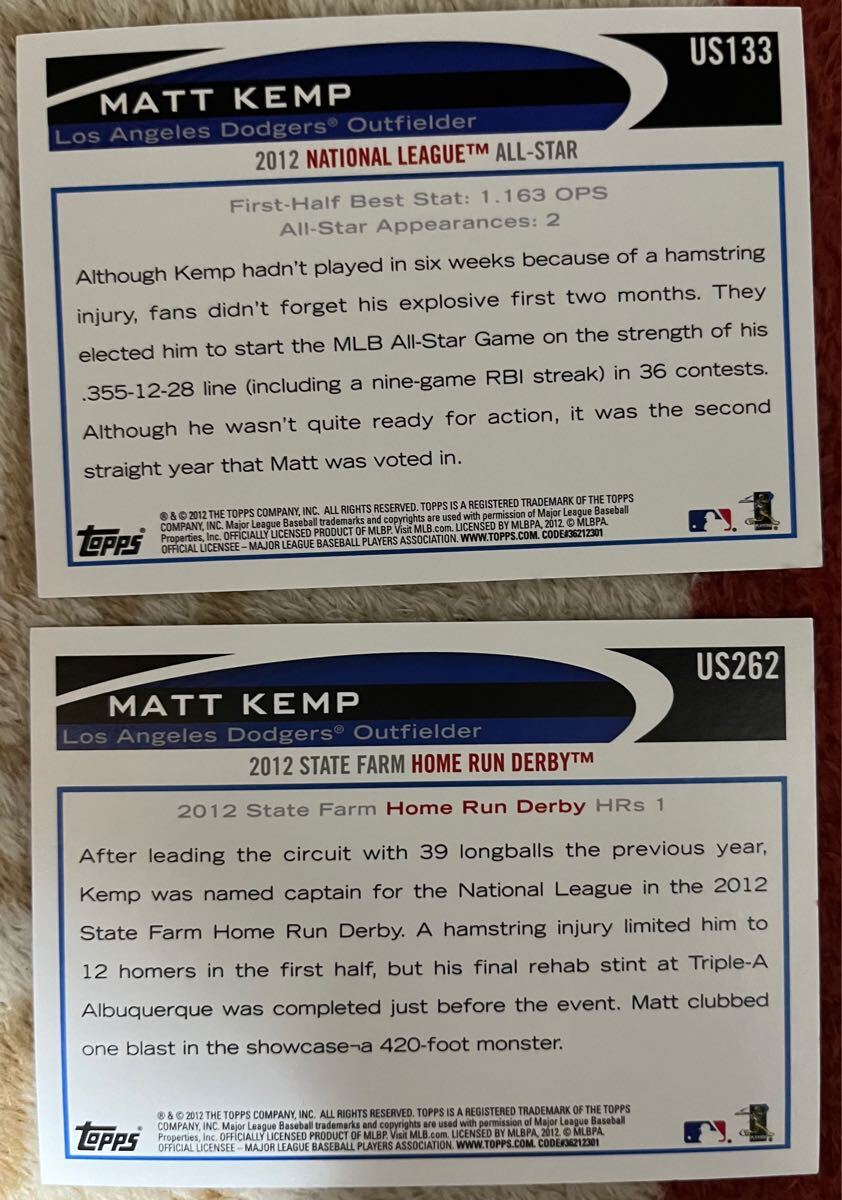 US133
MATT KEMP
Los Angeles Dodgers® Outfielder
2012 NATIONAL LEAGUE™ ALL-STAR
First-Half Best Stat: 1.163 OPS
All-Star Appearances: 2
Although Kemp hadn't played in six weeks because of a hamstring
injury, fans didn't forget his explosive first two months. They
elected him to start the MLB All-Star Game on the strength of his
.355-12-28 line (including a nine-game RBI streak) in 36 contests.
Although he wasn't quite ready for action, it was the second
straight year that Matt was voted in.
Topps®
® & © 2012 THE TOPPS COMPANY, INC. ALL RIGHTS RESERVED. TOPPS IS A REGISTERED TRADEMARK OF THE TOPPS
COMPANY, INC. Major League Baseball trademarks and copyrights are used with permission of Major League Baseball
Properties, Inc. OFFICIALLY LICENSED PRODUCT OF MLBP. Visit MLB.com. LICENSED BY MLBPA, 2012. © MLBPA.
OFFICIAL LICENSEE – MAJOR LEAGUE BASEBALL PLAYERS ASSOCIATION. WWW.TOPPS.COM. CODE#36212301
US262
MATT KEMP
Los Angeles Dodgers® Outfielder
2012 STATE FARM HOME RUN DERBY™
2012 State Farm Home Run Derby HRs 1
After leading the circuit with 39 longballs the previous year,
Kemp was named captain for the National League in the 2012
State Farm Home Run Derby. A hamstring injury limited him to
12 homers in the first half, but his final rehab stint at Triple-A
Albuquerque was completed just before the event. Matt clubbed
one blast in the showcase¬a 420-foot monster.
Topps®
® & © 2012 THE TOPPS COMPANY, INC. ALL RIGHTS RESERVED. TOPPS IS A REGISTERED TRADEMARK OF THE TOPPS
COMPANY, INC. Major League Baseball trademarks and copyrights are used with permission of Major League Baseball
Properties, Inc. OFFICIALLY LICENSED PRODUCT OF MLBP. Visit MLB.com. LICENSED BY MLBPA, 2012. © MLBPA.
OFFICIAL LICENSEE – MAJOR LEAGUE BASEBALL PLAYERS ASSOCIATION. WWW.TOPPS.COM. CODE#36212301